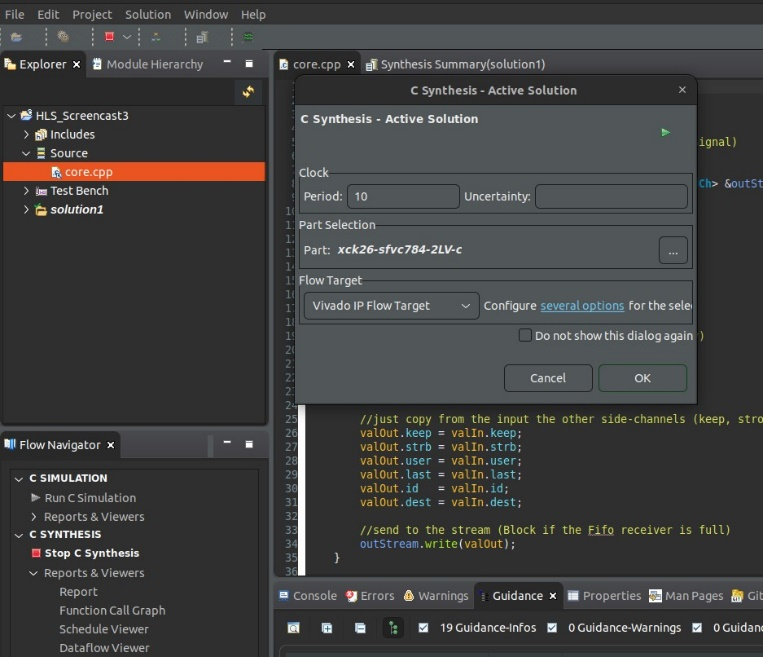 File Edit Project Solution Window Help
Explorer × Module Hierarchy
HLS_Screencast3
Includes
Source
core.cpp
Test Bench
solution1
core.cpp × Synthesis Summary(solution1)
C Synthesis - Active Solution ×
C Synthesis - Active Solution
Clock
Period: 10 Uncertainty:
Part Selection
Part: xck26-sfvc784-2LV-c ...
Flow Target
Vivado IP Flow Target Configure several options for the sele
Do not show this dialog again
Cancel OK
ignal)
Ch> &outSt
)
25 //just copy from the input the other side-channels (keep, stro
26 valOut.keep = valIn.keep;
27 valOut.strb = valIn.strb;
28 valOut.user = valIn.user;
29 valOut.last = valIn.last;
30 valOut.id = valIn.id;
31 valOut.dest = valIn.dest;
32
33 //send to the stream (Block if the Fifo receiver is full)
34 outStream.write(valOut);
35 }
36
Flow Navigator ×
C SIMULATION
Run C Simulation
Reports & Viewers
C SYNTHESIS
Stop C Synthesis
Reports & Viewers
Report
Function Call Graph
Schedule Viewer
Dataflow Viewer
Console Errors Warnings Guidance × Properties Man Pages Git
19 Guidance-Infos 0 Guidance-Warnings 0 Guidanc